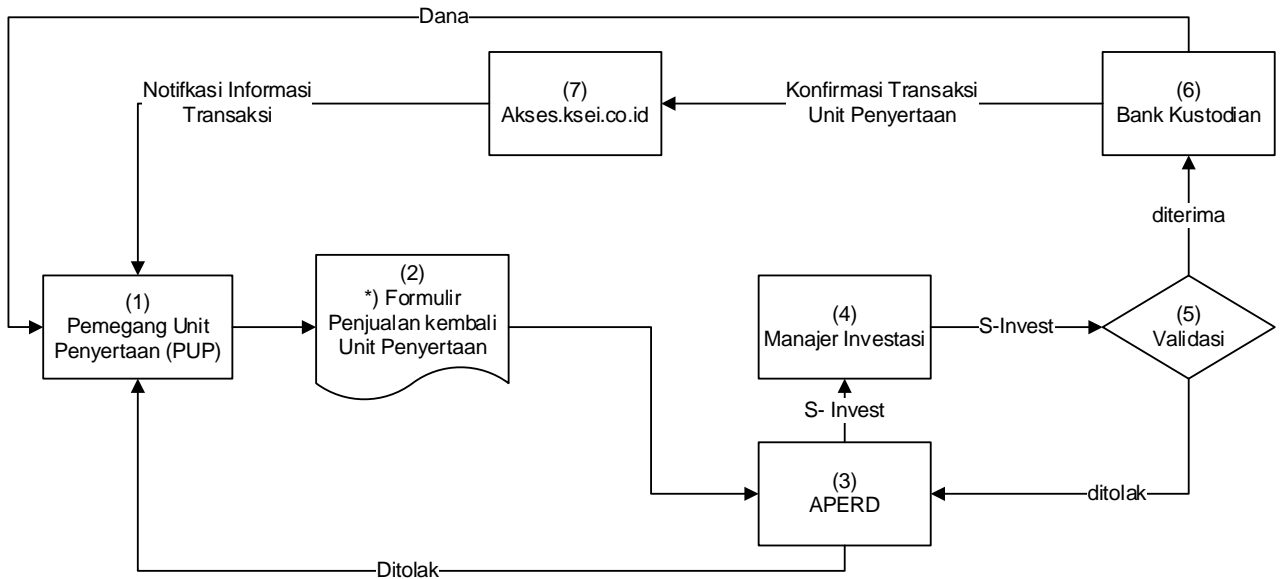 Dana
Notifkasi Informasi
Transaksi
(7)
Akses.ksei.co.id
Konfirmasi Transaksi
Unit Penyertaan
(6)
Bank Kustodian
diterima
(1)
Pemegang Unit
Penyertaan (PUP)
(2)
*) Formulir
Penjualan kembali
Unit Penyertaan
(4)
Manajer Investasi
S-Invest
(5)
Validasi
S- Invest
(3)
APERD
ditolak
Ditolak